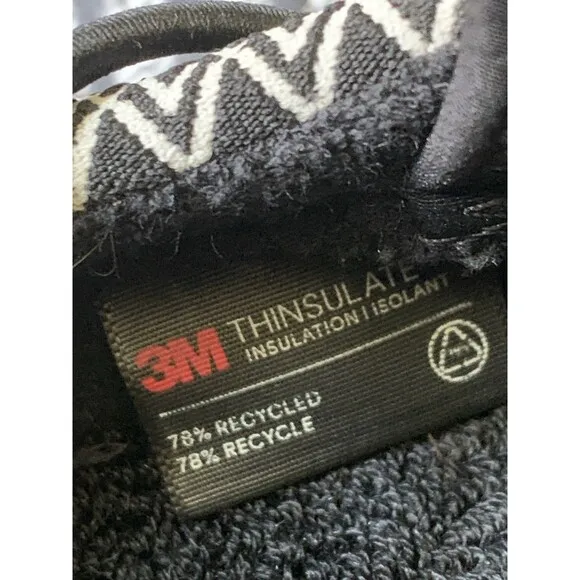 3M THINSULATE
INSULATION | ISOLANT
78% RECYCLED
78% RECYCLE